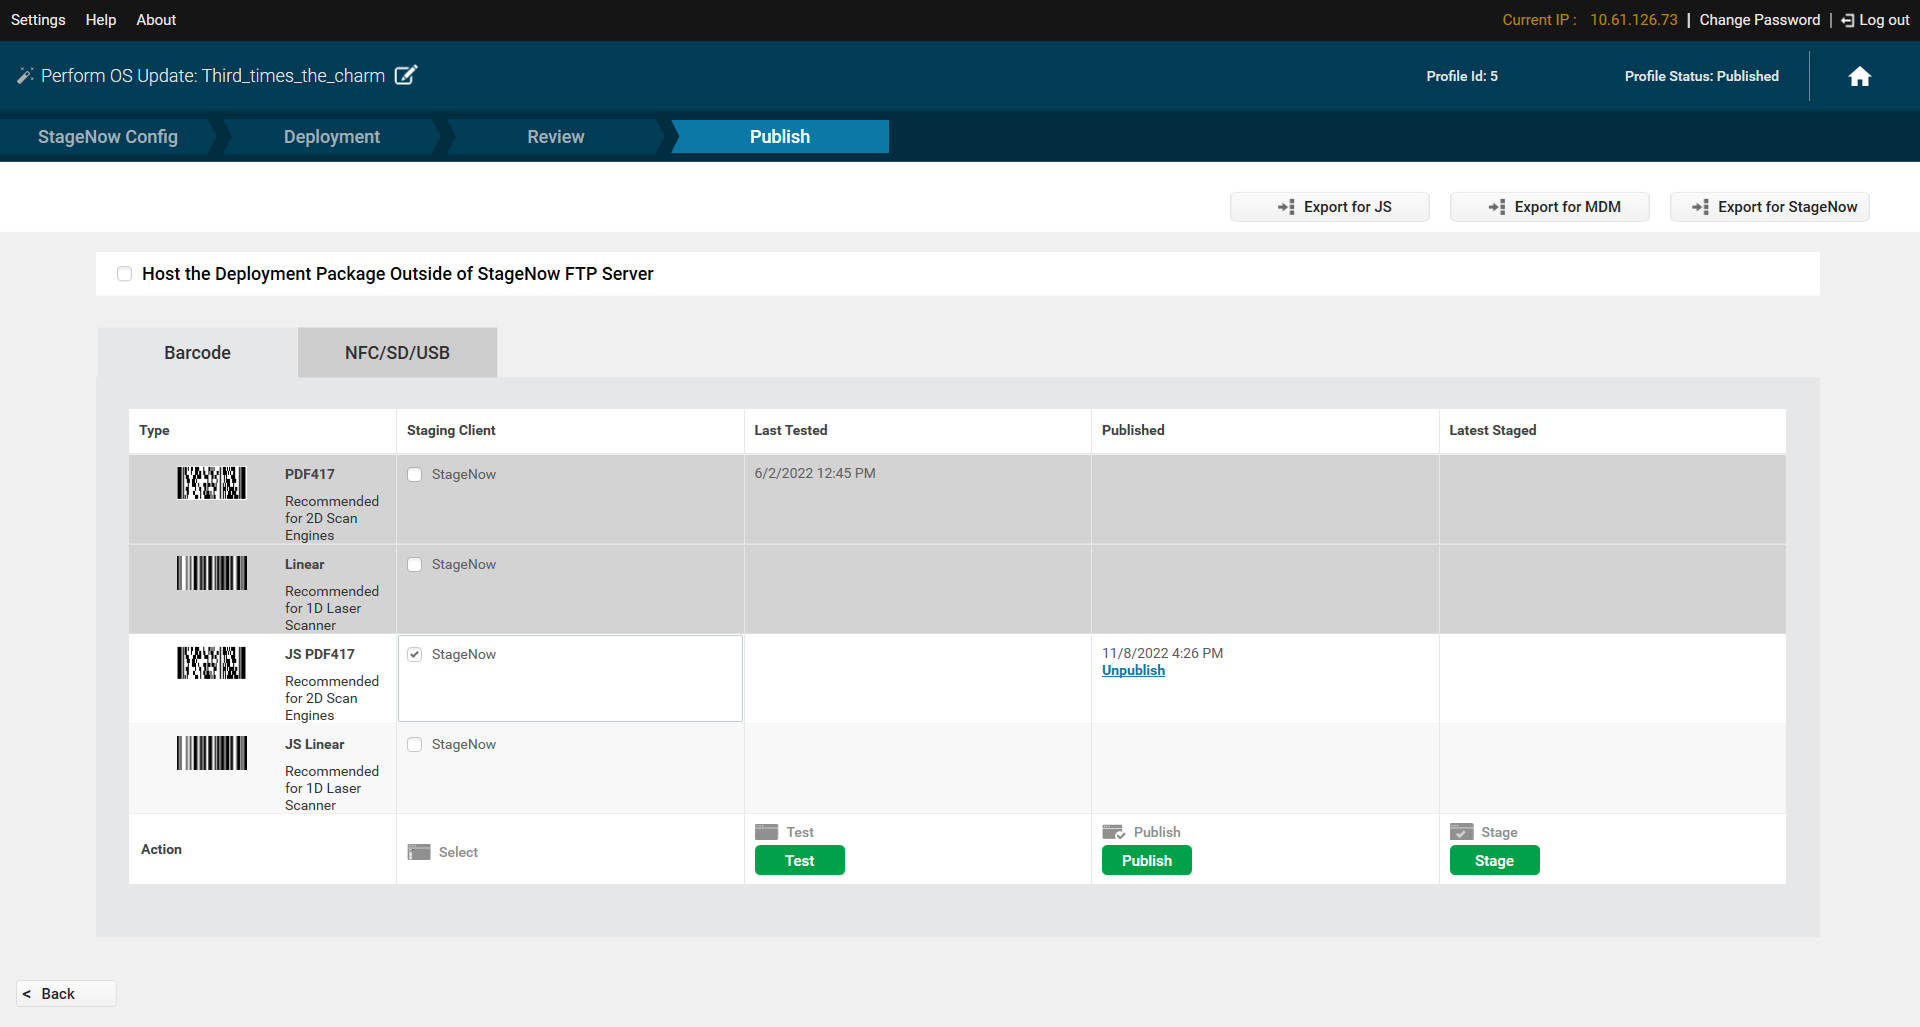 Settings Help About
Current IP : 10.61.126.73 | Change Password | Log out
Perform OS Update: Third_times_the_charm
Profile Id: 5
Profile Status: Published
StageNow Config
Deployment
Review
Publish
Export for JS
Export for MDM
Export for StageNow
Host the Deployment Package Outside of StageNow FTP Server
Barcode
NFC/SD/USB
Type
Staging Client
Last Tested
Published
Latest Staged
PDF417
Recommended
for 2D Scan
Engines
StageNow
6/2/2022 12:45 PM
Linear
Recommended
for 1D Laser
Scanner
StageNow
JS PDF417
Recommended
for 2D Scan
Engines
StageNow
11/8/2022 4:26 PM
Unpublish
JS Linear
Recommended
for 1D Laser
Scanner
StageNow
Action
Select
Test
Test
Publish
Publish
Stage
Stage
< Back